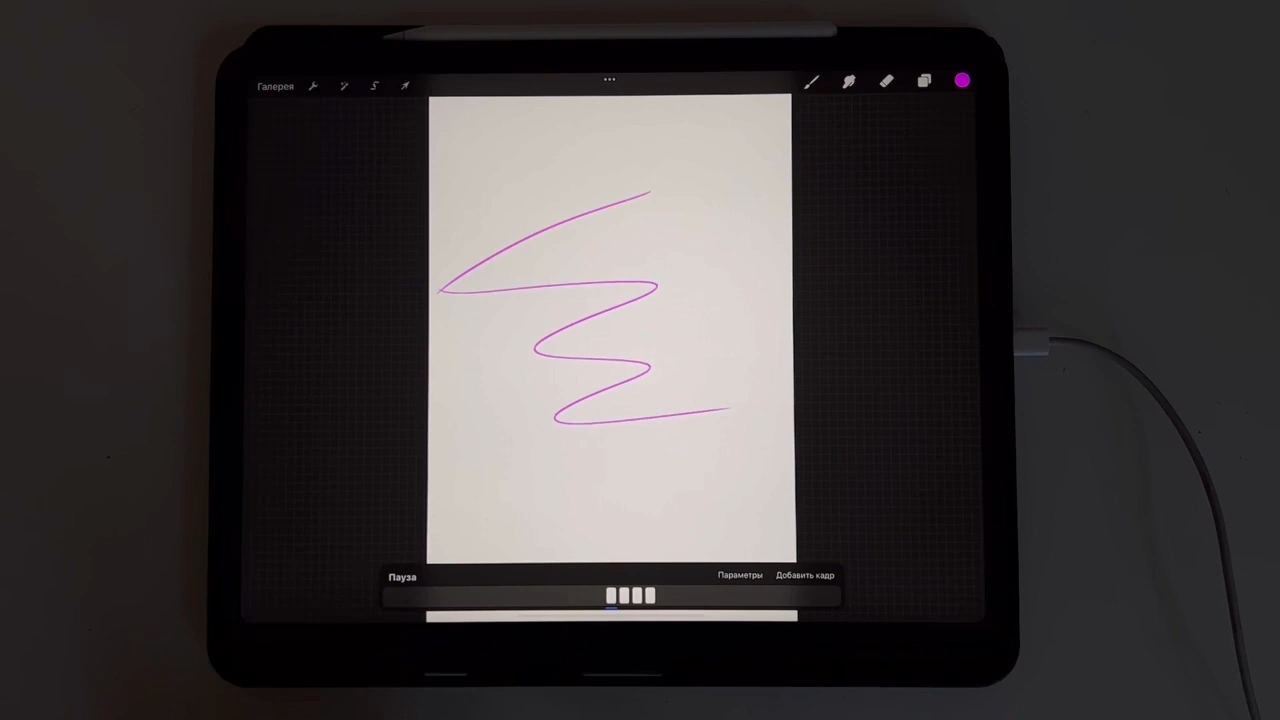 Галерея
Пауза
Параметры
Добавить кадр